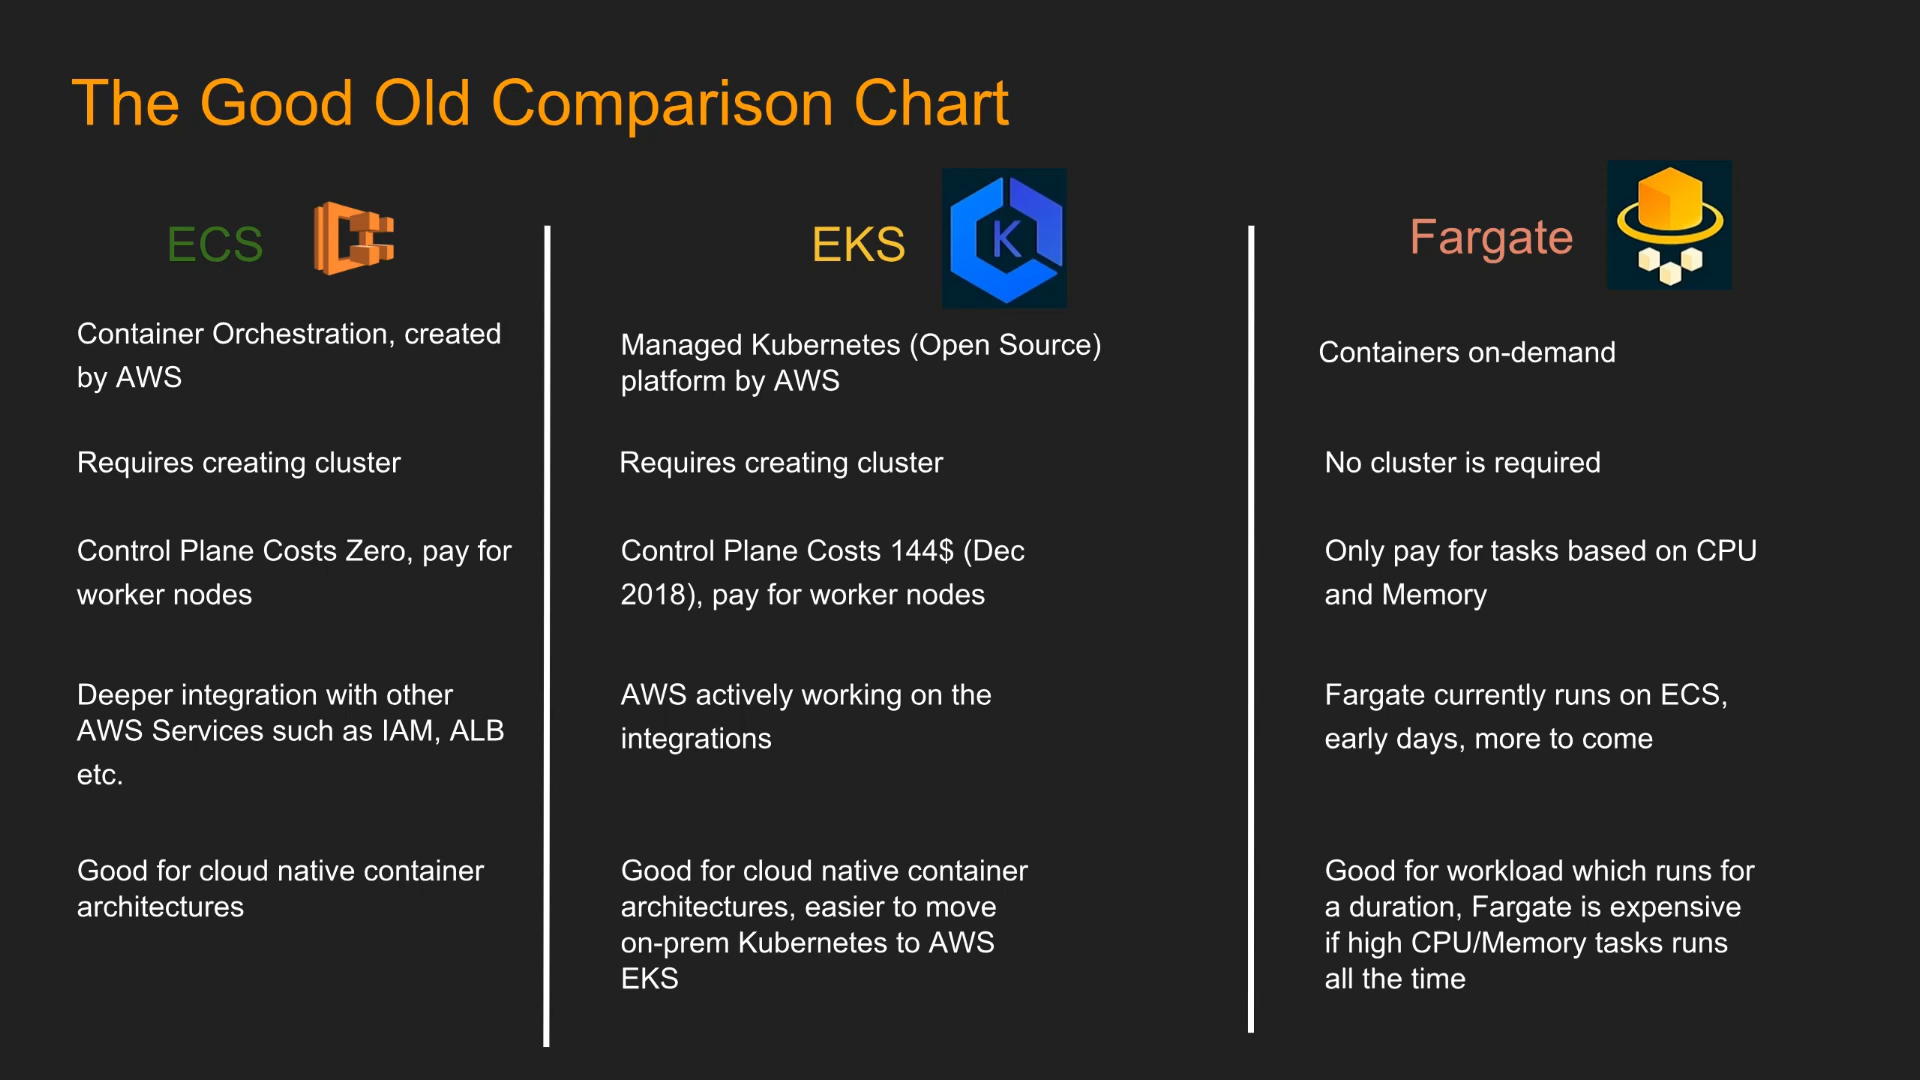 The Good Old Comparison Chart
ECS
Container Orchestration, created
by AWS
Requires creating cluster
Control Plane Costs Zero, pay for
worker nodes
Deeper integration with other
AWS Services such as IAM, ALB
etc.
Good for cloud native container
architectures
EKS
K
Managed Kubernetes (Open Source)
platform by AWS
Requires creating cluster
Control Plane Costs 144$ (Dec
2018), pay for worker nodes
AWS actively working on the
integrations
Good for cloud native container
architectures, easier to move
on-prem Kubernetes to AWS
EKS
Fargate
Containers on-demand
No cluster is required
Only pay for tasks based on CPU
and Memory
Fargate currently runs on ECS,
early days, more to come
Good for workload which runs for
a duration, Fargate is expensive
if high CPU/Memory tasks runs
all the time